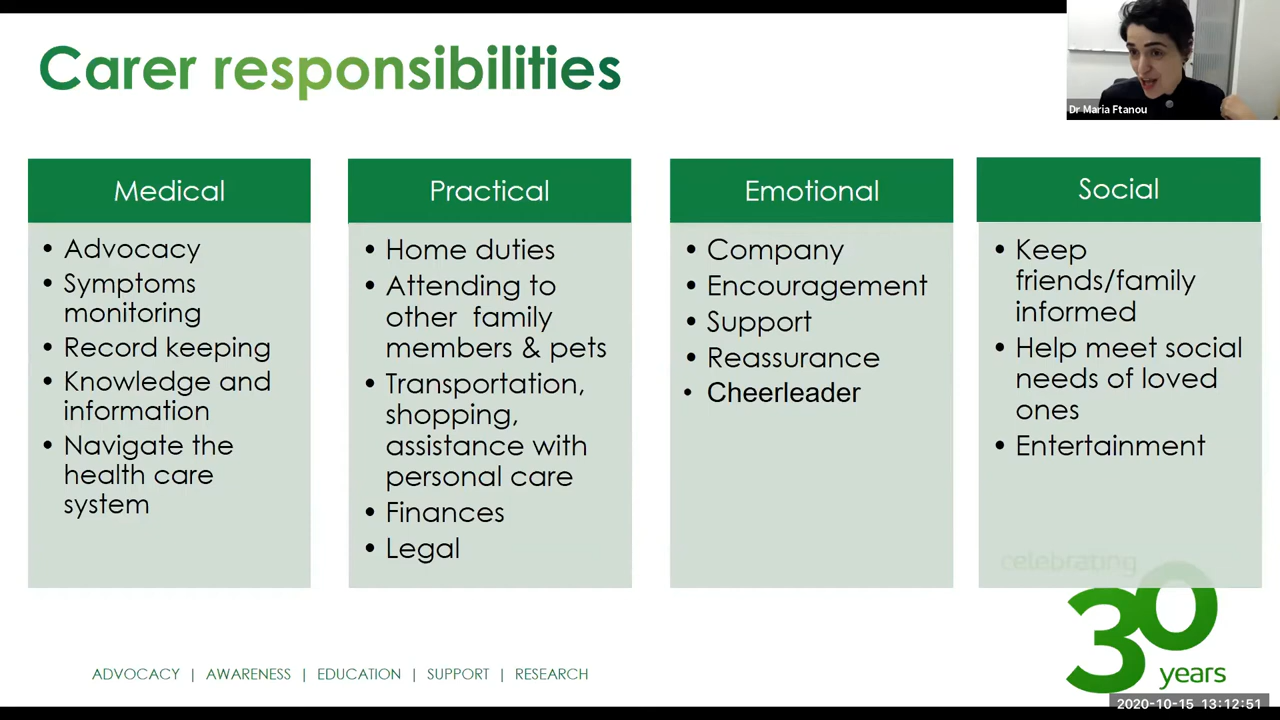 Carer responsibilities
Dr Maria Ftanou
Medical
• Advocacy
• Symptoms
monitoring
• Record keeping
• Knowledge and
information
• Navigate the
health care
system
Practical
• Home duties
• Attending to
other family
members & pets
• Transportation,
shopping,
assistance with
personal care
• Finances
• Legal
Emotional
• Company
• Encouragement
• Support
• Reassurance
• Cheerleader
Social
• Keep
friends/family
informed
• Help meet social
needs of loved
ones
• Entertainment
celebrating
30
years
ADVOCACY | AWARENESS | EDUCATION | SUPPORT | RESEARCH
2020-10-15 13:12:51